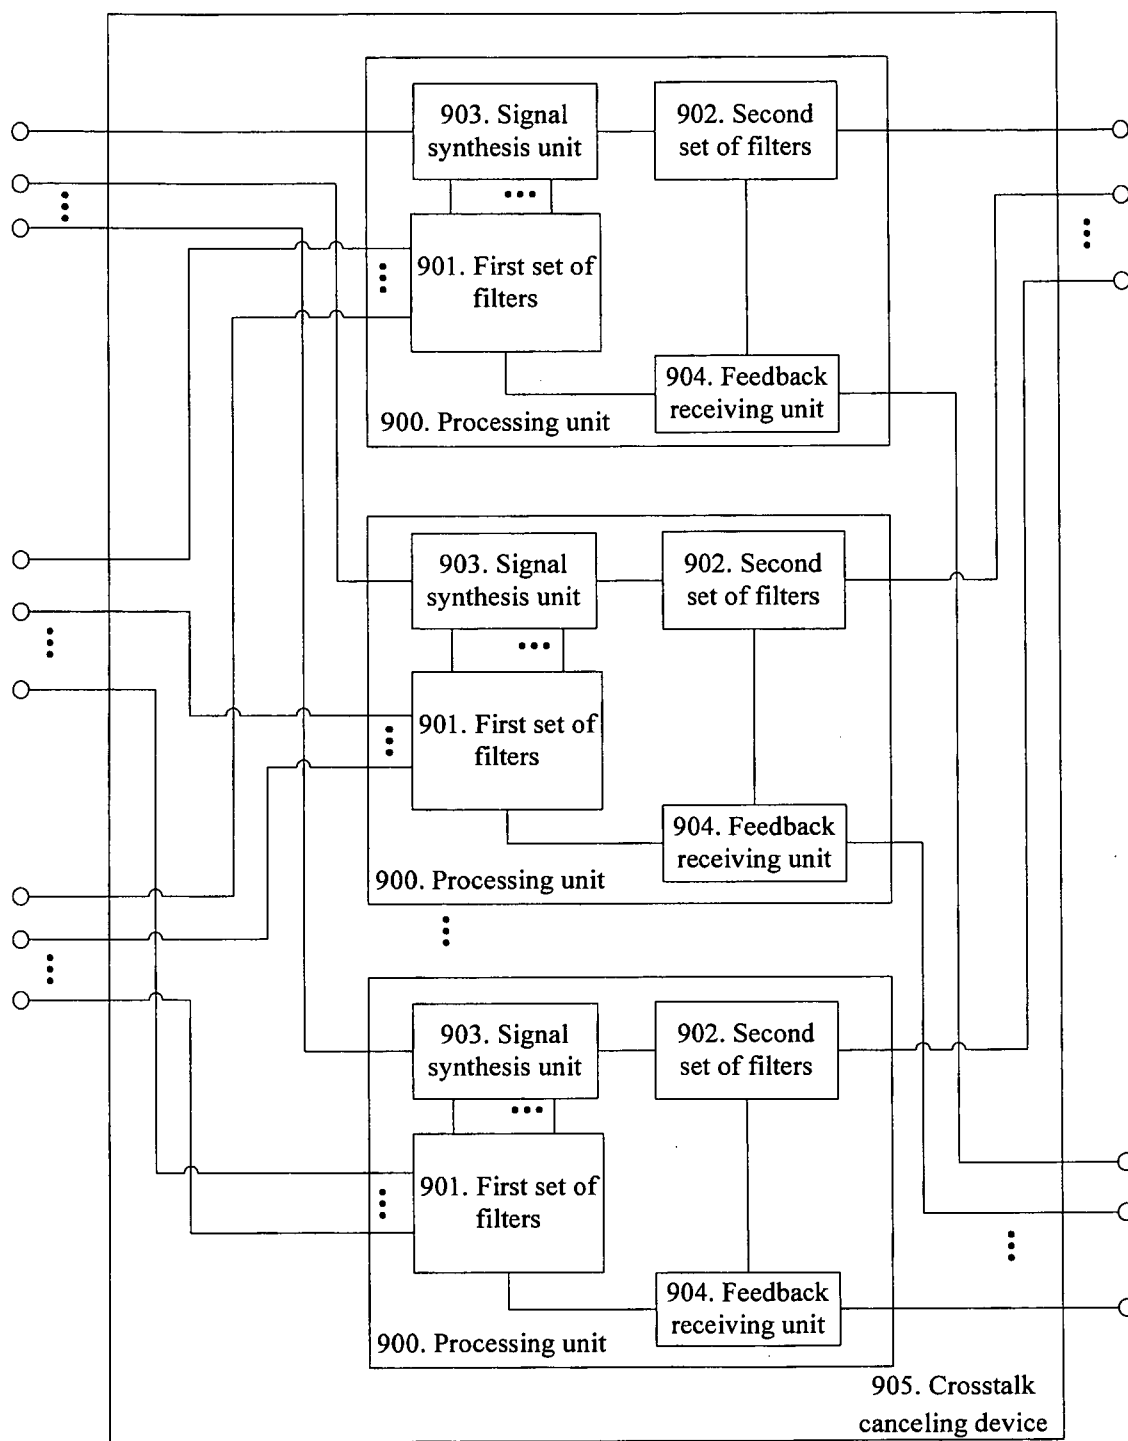 903. Signal
synthesis unit
902. Second
set of filters
901. First set of
filters
904. Feedback
receiving unit
900. Processing unit
903. Signal
synthesis unit
902. Second
set of filters
901. First set of
filters
904. Feedback
receiving unit
900. Processing unit
903. Signal
synthesis unit
902. Second
set of filters
901. First set of
filters
904. Feedback
receiving unit
900. Processing unit
905. Crosstalk
canceling device